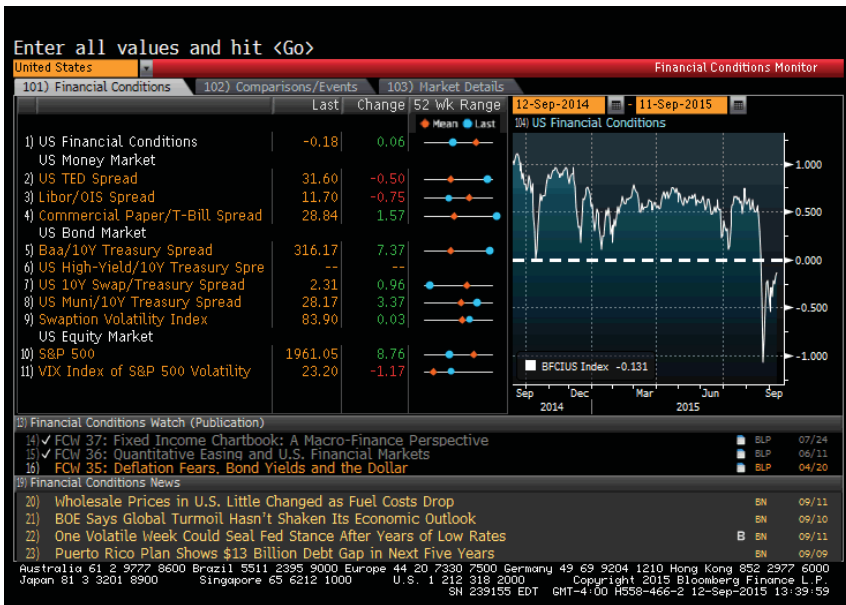 Enter all values and hit <Go>
United States Financial Conditions Monitor
101) Financial Conditions 102) Comparisons/Events 103) Market Details
Last Change 52 Wk Range 12-Sep-2014 - 11-Sep-2015
Mean Last 104) US Financial Conditions
1) US Financial Conditions -0.18 0.06
US Money Market
2) US TED Spread 31.60 -0.50
3) Libor/OIS Spread 11.70 -0.75
4) Commercial Paper/T-Bill Spread 28.84 1.57
US Bond Market
5) Baa/10Y Treasury Spread 316.17 7.37
6) US High-Yield/10Y Treasury Spre -- --
7) US 10Y Swap/Treasury Spread 2.31 0.96
8) US Muni/10Y Treasury Spread 28.17 3.37
9) Swaption Volatility Index 83.90 0.03
US Equity Market
10) S&P 500 1961.05 8.76
11) VIX Index of S&P 500 Volatility 23.20 -1.17
1.000
0.500
0.000
-0.500
-1.000
BFCIUS Index -0.131
Sep Dec Mar Jun Sep
2014 2015
13) Financial Conditions Watch (Publication)
14) ✓ FCW 37: Fixed Income Chartbook: A Macro-Finance Perspective BLP 07/24
15) ✓ FCW 36: Quantitative Easing and U.S. Financial Markets BLP 06/11
16) FCW 35: Deflation Fears, Bond Yields and the Dollar BLP 04/20
19) Financial Conditions News
20) Wholesale Prices in U.S. Little Changed as Fuel Costs Drop BN 09/11
21) BOE Says Global Turmoil Hasn't Shaken Its Economic Outlook BN 09/10
22) One Volatile Week Could Seal Fed Stance After Years of Low Rates B BN 09/11
23) Puerto Rico Plan Shows $13 Billion Debt Gap in Next Five Years BN 09/09
Australia 61 2 9777 8600 Brazil 5511 2395 9000 Europe 44 20 7330 7500 Germany 49 69 9204 1210 Hong Kong 852 2977 6000
Japan 81 3 3201 8900 Singapore 65 6212 1000 U.S. 1 212 318 2000 Copyright 2015 Bloomberg Finance L.P.
SN 239155 EDT GMT-4:00 H558-466-2 12-Sep-2015 13:39:59